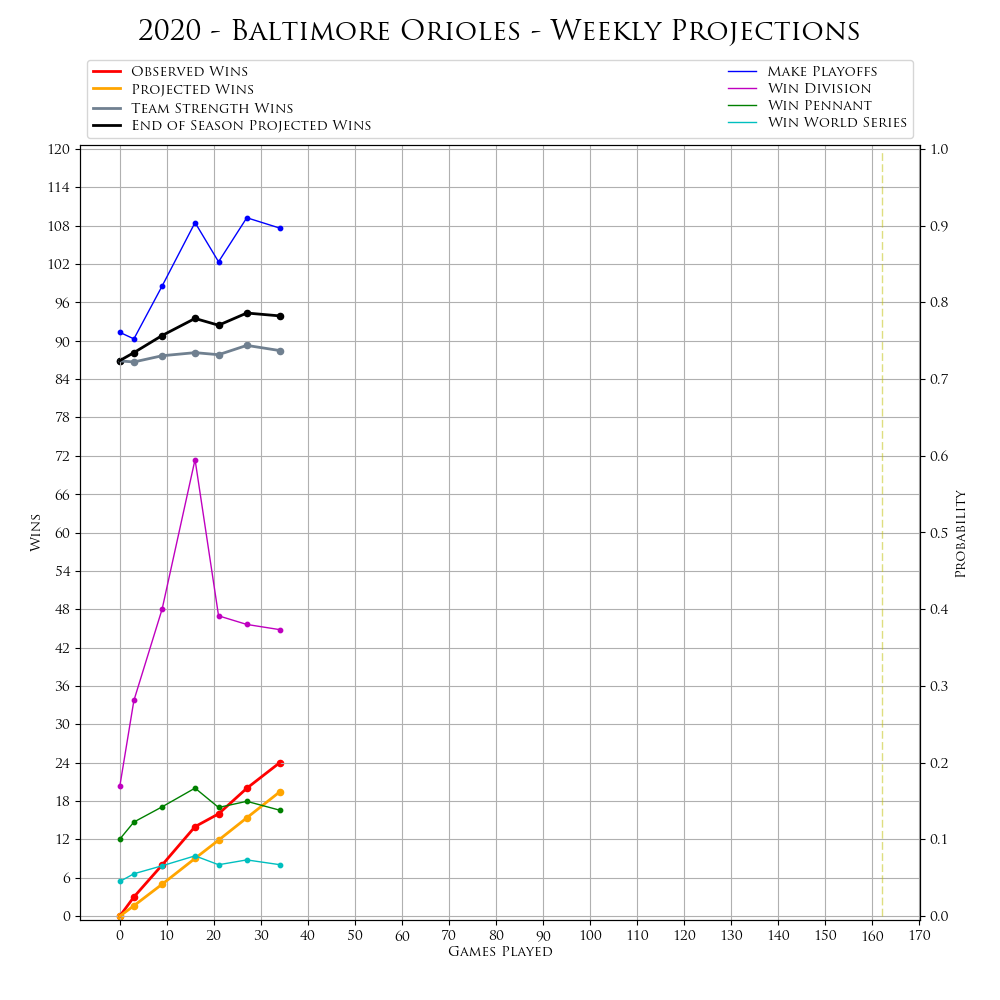 2020 - Baltimore Orioles - Weekly Projections
Observed Wins
Projected Wins
Team Strength Wins
End of Season Projected Wins
Make Playoffs
Win Division
Win Pennant
Win World Series
120
114
108
102
96
90
84
78
72
66
60
54
48
42
36
30
24
18
12
6
0
Wins
1.0
0.9
0.8
0.7
0.6
0.5
0.4
0.3
0.2
0.1
0.0
Probability
0 10 20 30 40 50 60 70 80 90 100 110 120 130 140 150 160 170
Games Played